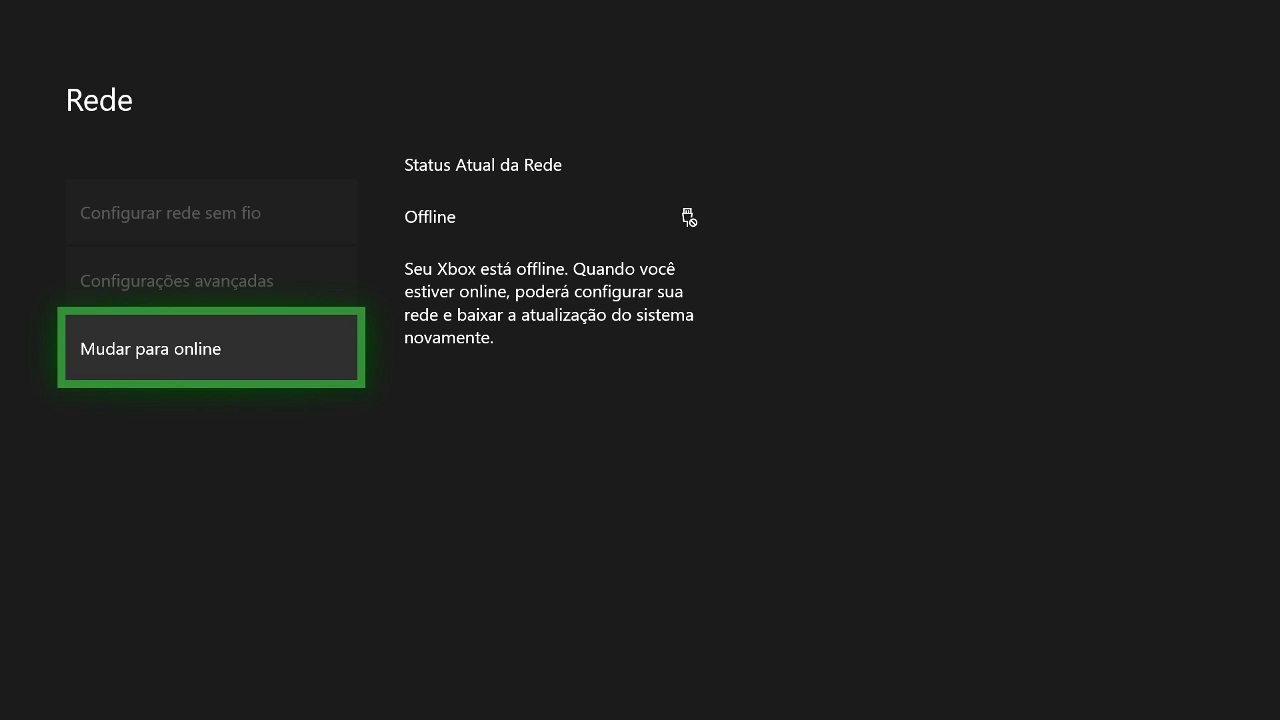 Rede
Configurar rede sem fio
Configurações avançadas
Mudar para online
Status Atual da Rede
Offline
Seu Xbox está offline. Quando você
estiver online, poderá configurar sua
rede e baixar a atualização do sistema
novamente.